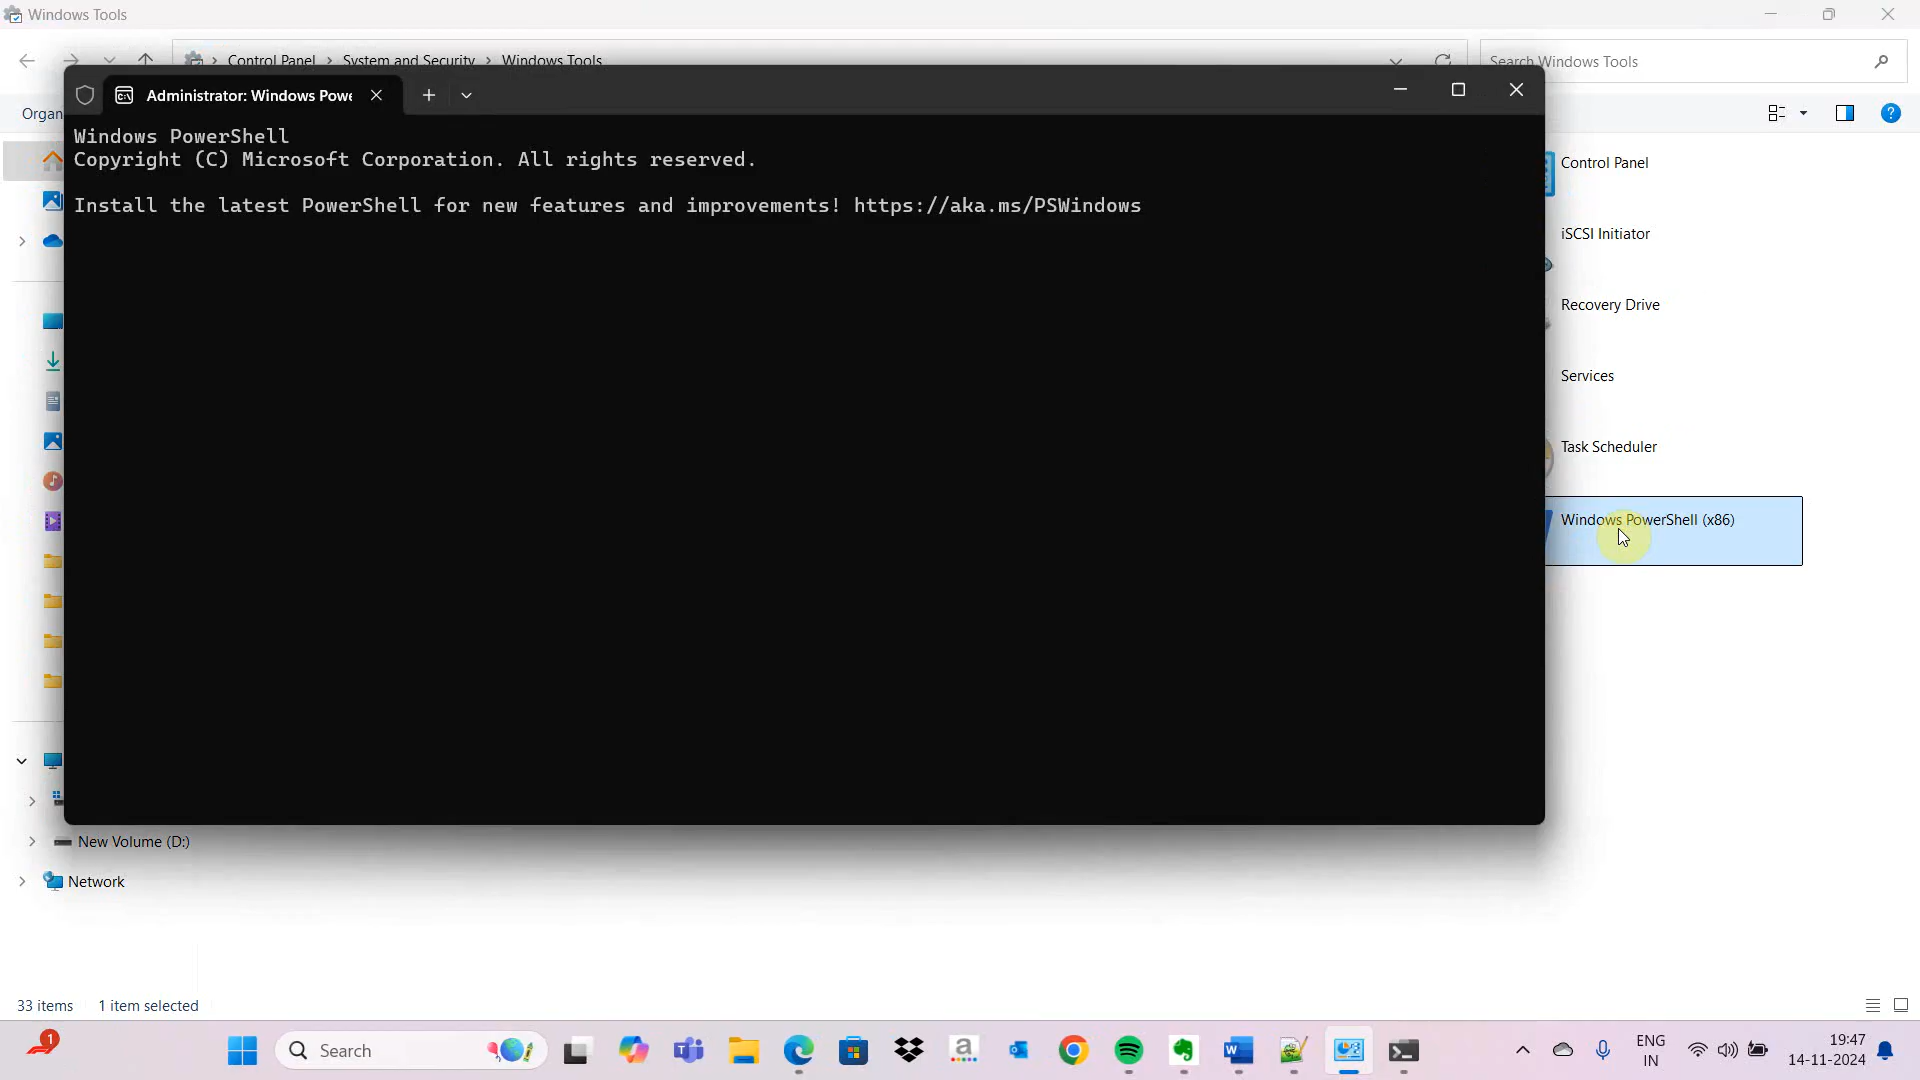 Windows Tools
Control Panel > System and Security > Windows Tools
Search Windows Tools
Organ
Administrator: Windows Powe
Windows PowerShell
Copyright (C) Microsoft Corporation. All rights reserved.
Install the latest PowerShell for new features and improvements! https://aka.ms/PSWindows
Control Panel
iSCSI Initiator
Recovery Drive
Services
Task Scheduler
Windows PowerShell (x86)
New Volume (D:)
Network
33 items 1 item selected
1
Search
ENG
IN
19:47
14-11-2024